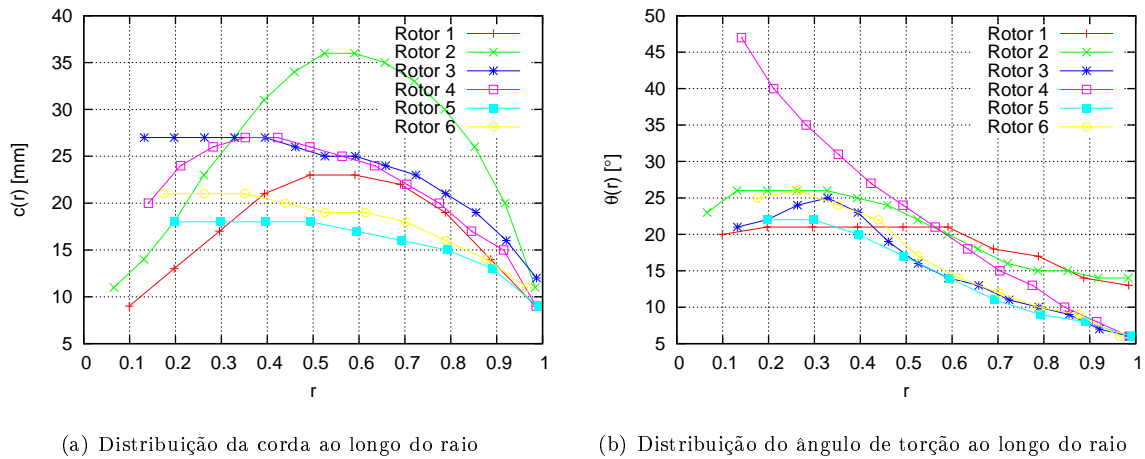 40
35
30
25
20
15
10
5
c(r) [mm]
0 0.1 0.2 0.3 0.4 0.5 0.6 0.7 0.8 0.9 1
r
Rotor 1
Rotor 2
Rotor 3
Rotor 4
Rotor 5
Rotor 6
(a) Distribuição da corda ao longo do raio
50
45
40
35
30
25
20
15
10
5
θ(r) [°]
0 0.1 0.2 0.3 0.4 0.5 0.6 0.7 0.8 0.9 1
r
Rotor 1
Rotor 2
Rotor 3
Rotor 4
Rotor 5
Rotor 6
(b) Distribuição do ângulo de torção ao longo do raio